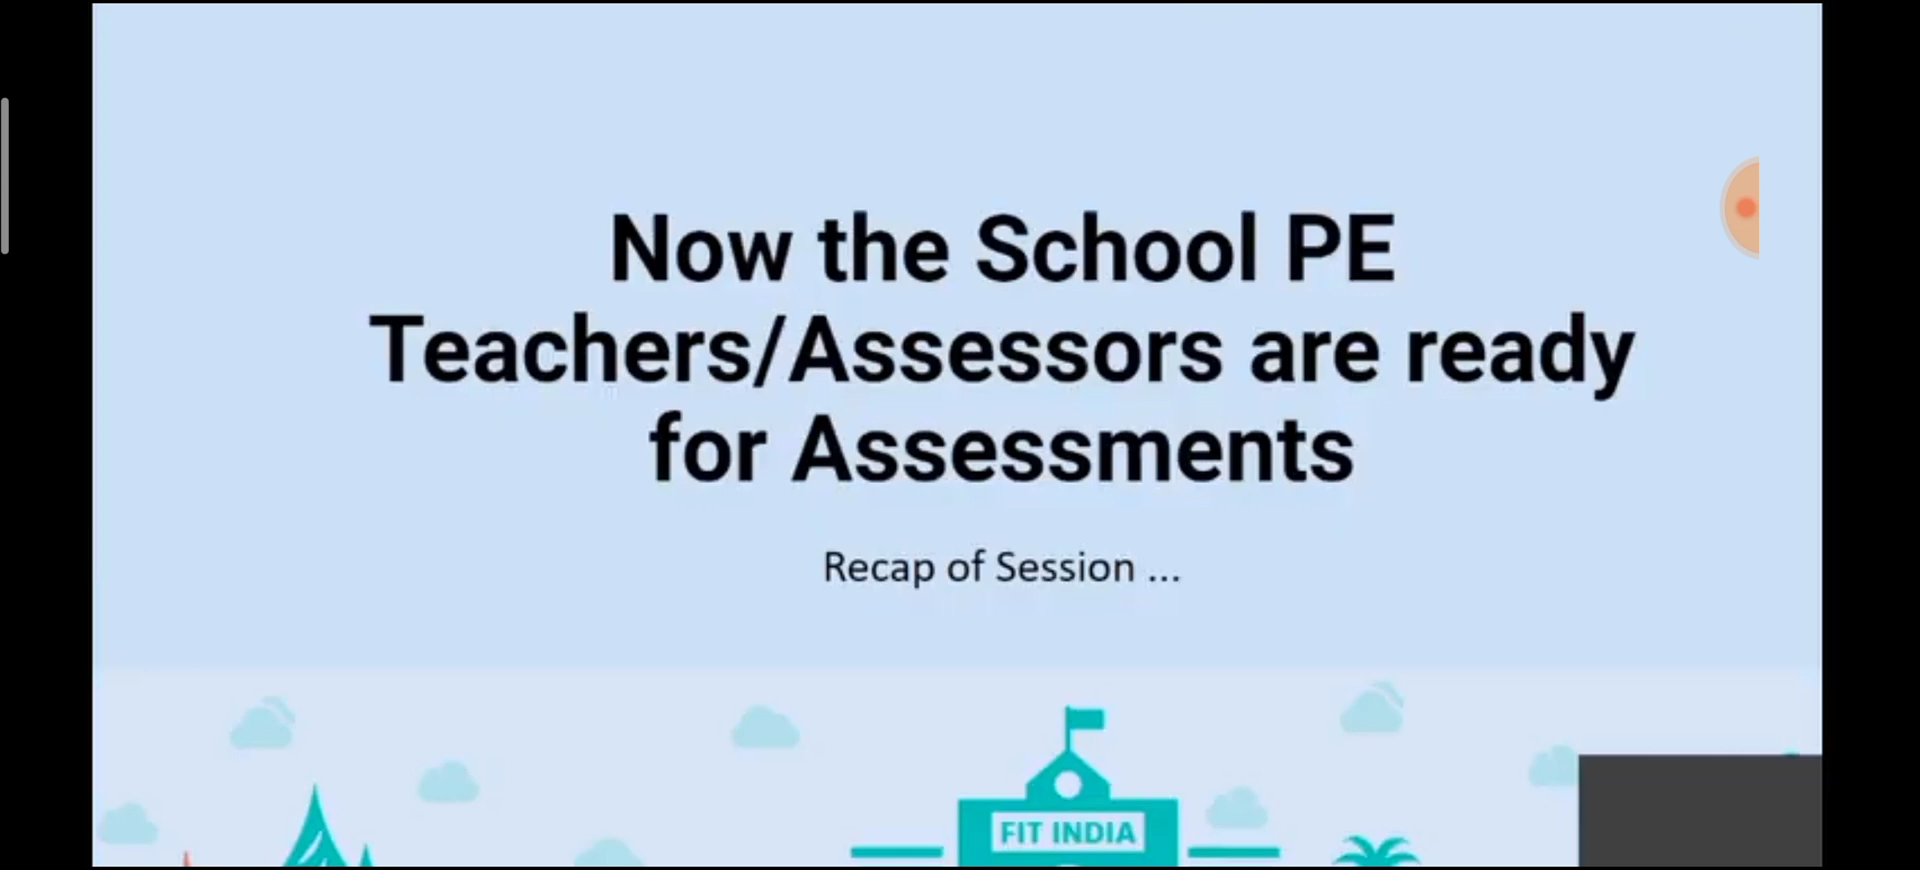 Now the School PE
Teachers/Assessors are ready
for Assessments
Recap of Session ...
FIT INDIA